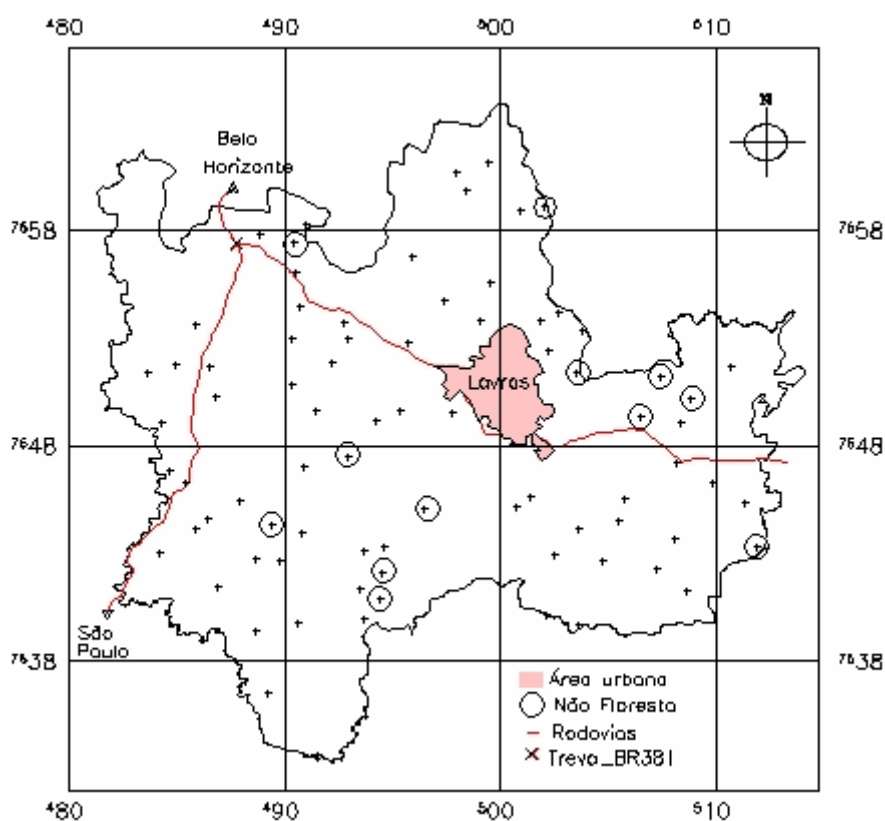 ⁴80 ⁴90 ⁵00 ⁵10
N
Belo
Horizonte
⁷⁶58 ⁷⁶58
Lavras
⁷⁶48 ⁷⁶48
São
Paulo
⁷⁶38 ⁷⁶38
Área urbana
Não Floresta
Rodovias
Trevo_BR381
⁴80 ⁴90 ⁵00 ⁵10